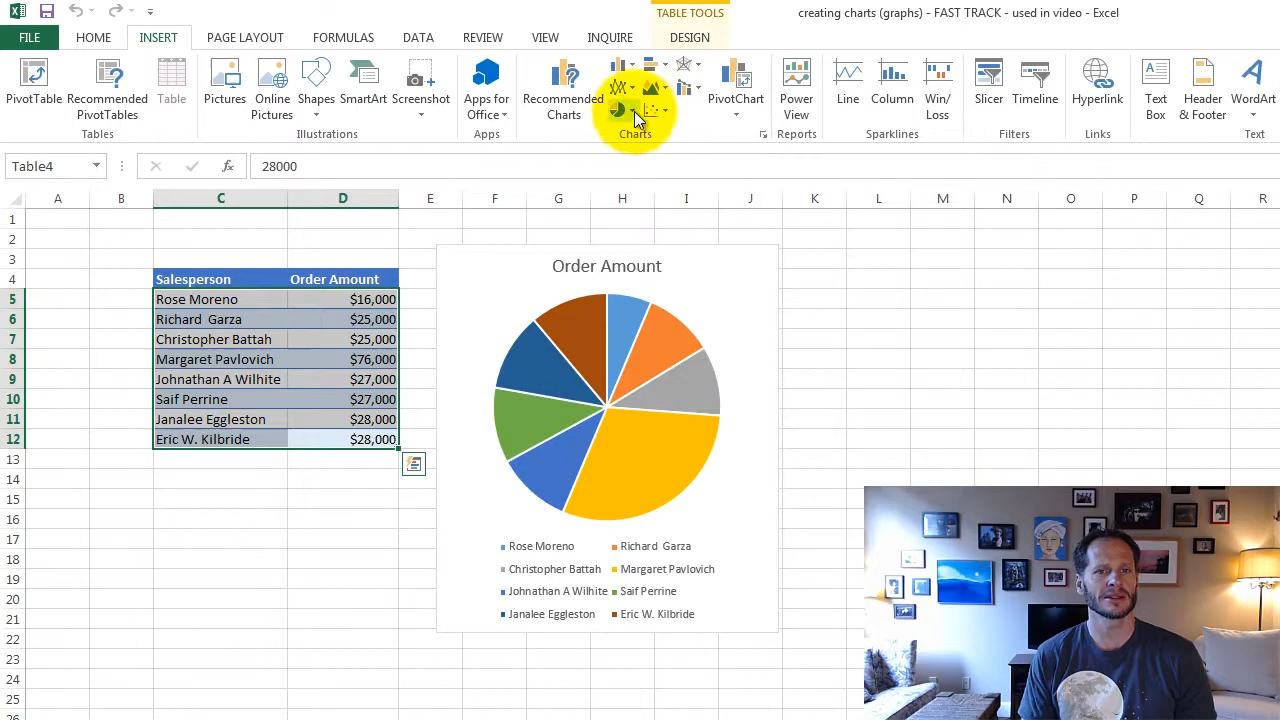 TABLE TOOLS
creating charts (graphs) - FAST TRACK - used in video - Excel
FILE HOME INSERT PAGE LAYOUT FORMULAS DATA REVIEW VIEW INQUIRE DESIGN
PivotTable Recommended PivotTables Table Pictures Online Pictures Shapes SmartArt Screenshot Apps for Office Recommended Charts PivotChart Power View Line Column Win/ Loss Slicer Timeline Hyperlink Text Box Header & Footer WordArt
Tables Illustrations Apps Charts Reports Sparklines Filters Links Text
Table4 fx 28000
A B C D E F G H I J K L M N O P Q R
1
2
3
4 Salesperson Order Amount
5 Rose Moreno $16,000
6 Richard  Garza $25,000
7 Christopher Battah $25,000
8 Margaret Pavlovich $76,000
9 Johnathan A Wilhite $27,000
10 Saif Perrine $27,000
11 Janalee Eggleston $28,000
12 Eric W. Kilbride $28,000
13
14
15
16
17
18
19
20
21
22
23
24
25
Order Amount
Rose Moreno Richard  Garza
Christopher Battah Margaret Pavlovich
Johnathan A Wilhite Saif Perrine
Janalee Eggleston Eric W. Kilbride